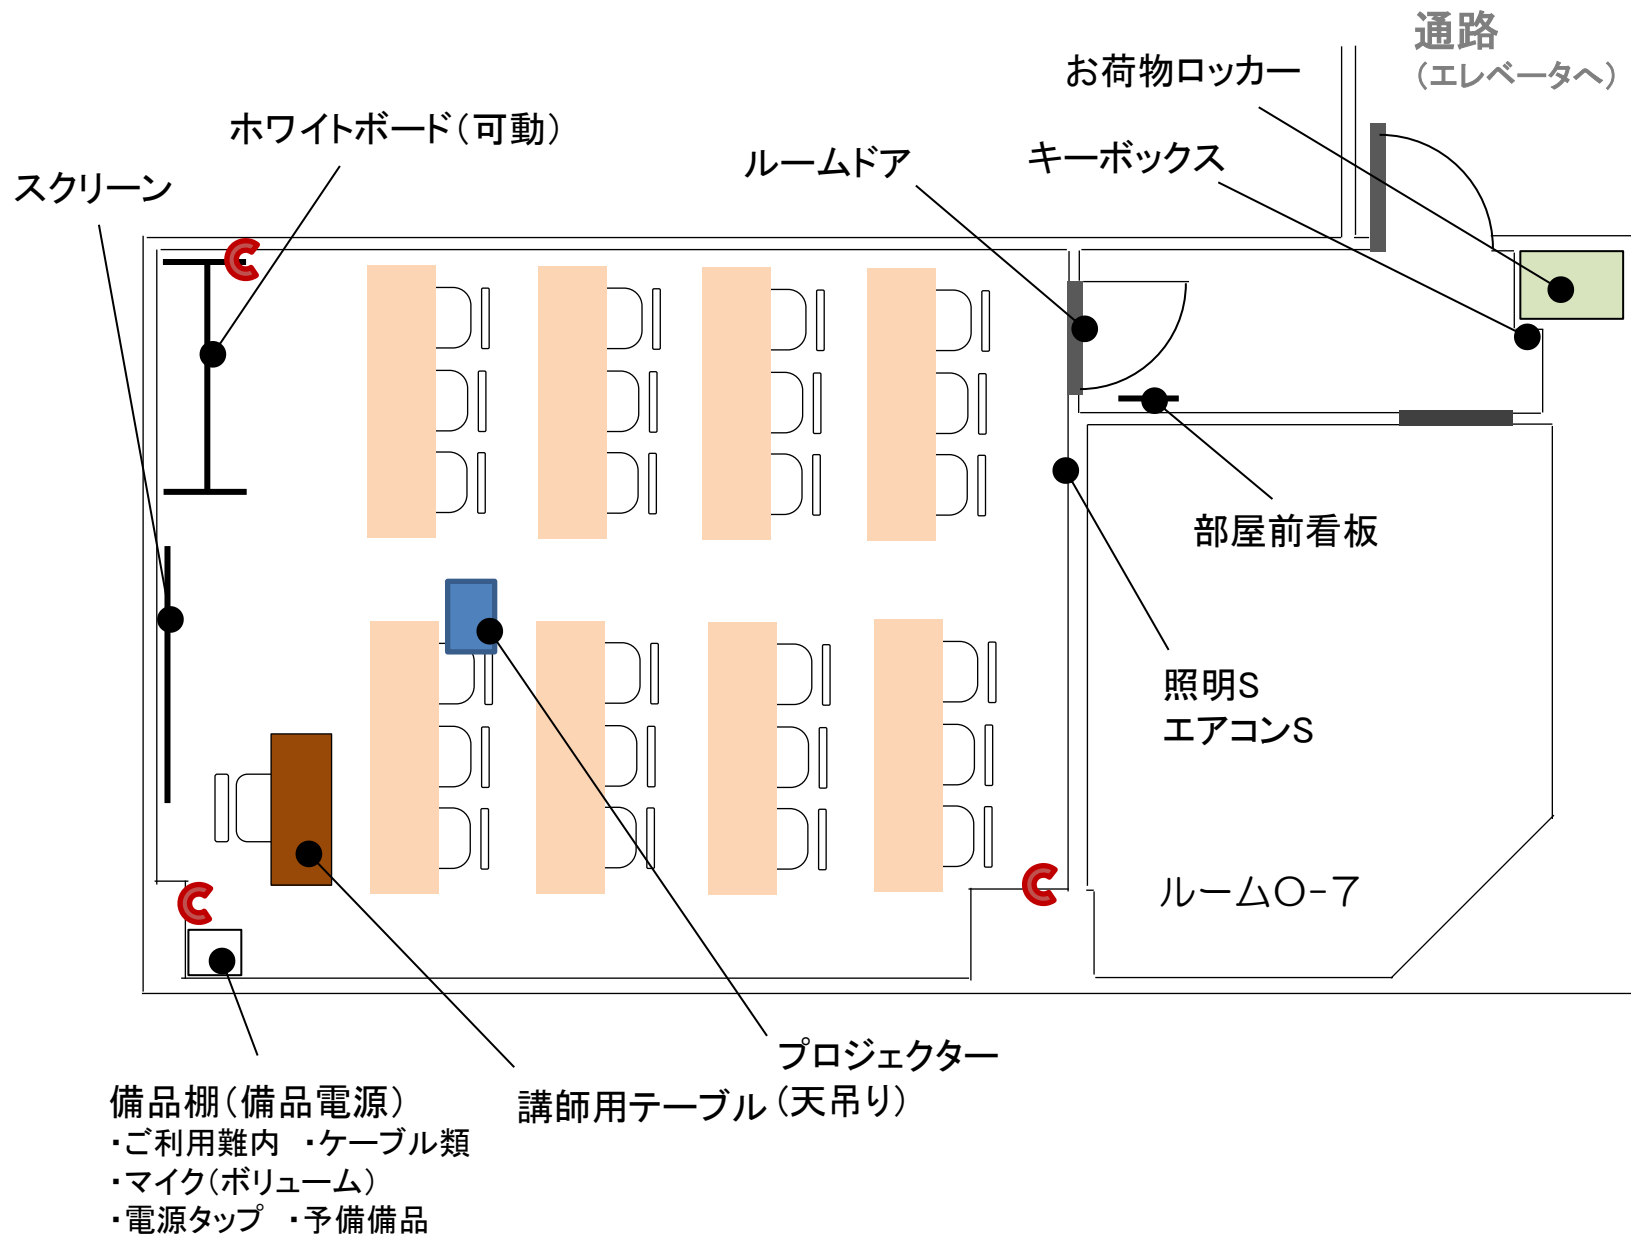 通路
（エレベータへ）
お荷物ロッカー
ホワイトボード（可動）
ルームドア
キーボックス
スクリーン
部屋前看板
照明S
エアコンS
ルームO-7
プロジェクター
（天吊り）
講師用テーブル
備品棚（備品電源）
・ご利用難内　・ケーブル類
・マイク（ボリューム）
・電源タップ　・予備備品